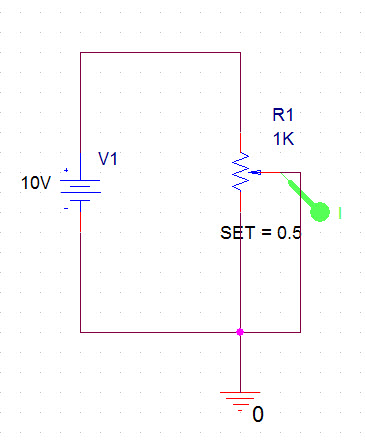 R1
1K
V1
10V
SET = 0.5
I
0